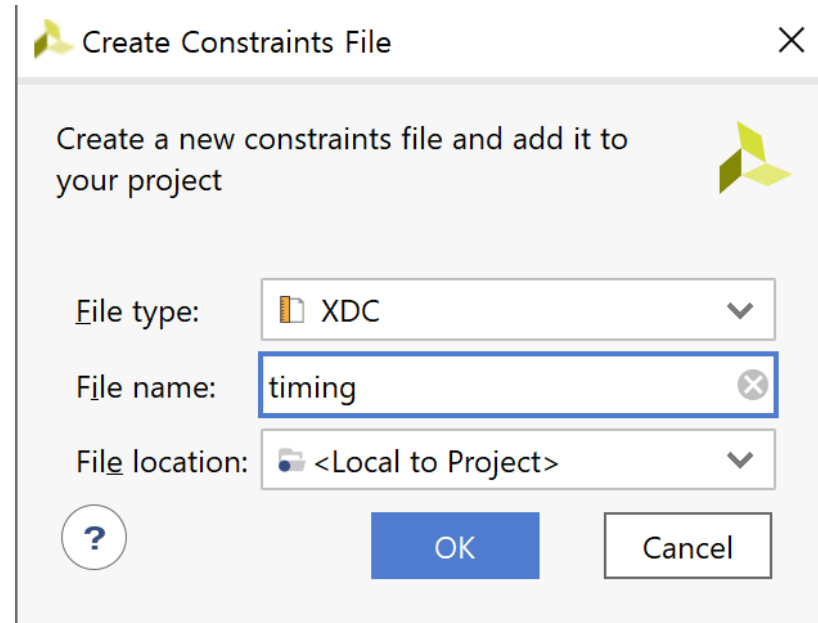 Create Constraints File
Create a new constraints file and add it to
your project
File type: XDC
File name: timing
File location: <Local to Project>
? OK Cancel